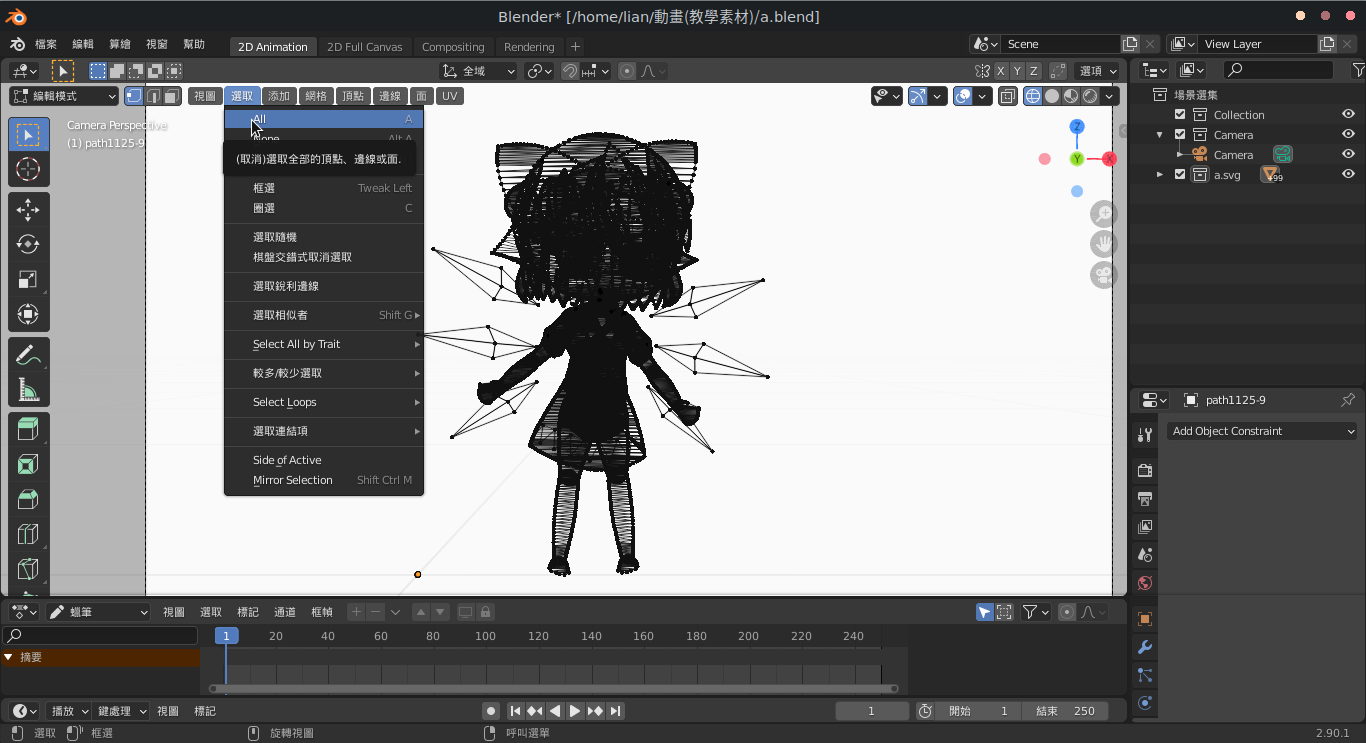 Blender* [/home/lian/動畫(教學素材)/a.blend]
檔案 編輯 算繪 視窗 幫助 2D Animation 2D Full Canvas Compositing Rendering + Scene View Layer
全域 X Y Z 選項
編輯模式 視圖 選取 添加 網格 頂點 邊線 面 UV
場景選集
Collection
Camera
Camera
a.svg +99
Camera Perspective
(1) path1125-9
All A
None Alt A
(取消)選取全部的頂點、邊線或面.
框選 Tweak Left
圈選 C
選取隨機
棋盤交錯式取消選取
選取銳利邊線
選取相似者 Shift G
Select All by Trait
較多/較少選取
Select Loops
選取連結項
Side of Active
Mirror Selection Shift Ctrl M
Z
Y X
path1125-9
Add Object Constraint
蠟筆 視圖 選取 標記 通道 框幀
1 20 40 60 80 100 120 140 160 180 200 220 240
摘要
播放 鍵處理 視圖 標記 1 開始 1 結束 250
選取 框選 旋轉視圖 呼叫選單 2.90.1